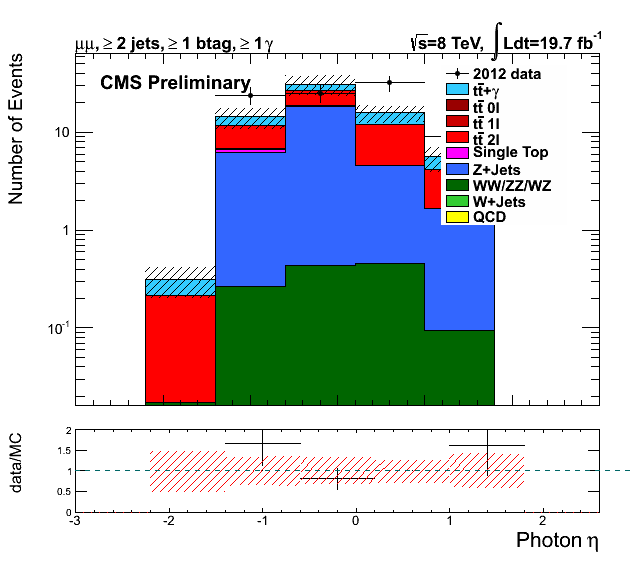 μμ, ≥ 2 jets, ≥ 1 btag, ≥ 1 γ
√s=8 TeV, ∫ Ldt=19.7 fb⁻¹
CMS Preliminary
2012 data
tt̄+γ
tt̄ 0l
tt̄ 1l
tt̄ 2l
Single Top
Z+Jets
WW/ZZ/WZ
W+Jets
QCD
Number of Events
10
1
10⁻¹
data/MC
2
1.5
1
0.5
0
-3 -2 -1 0 1 2
Photon η